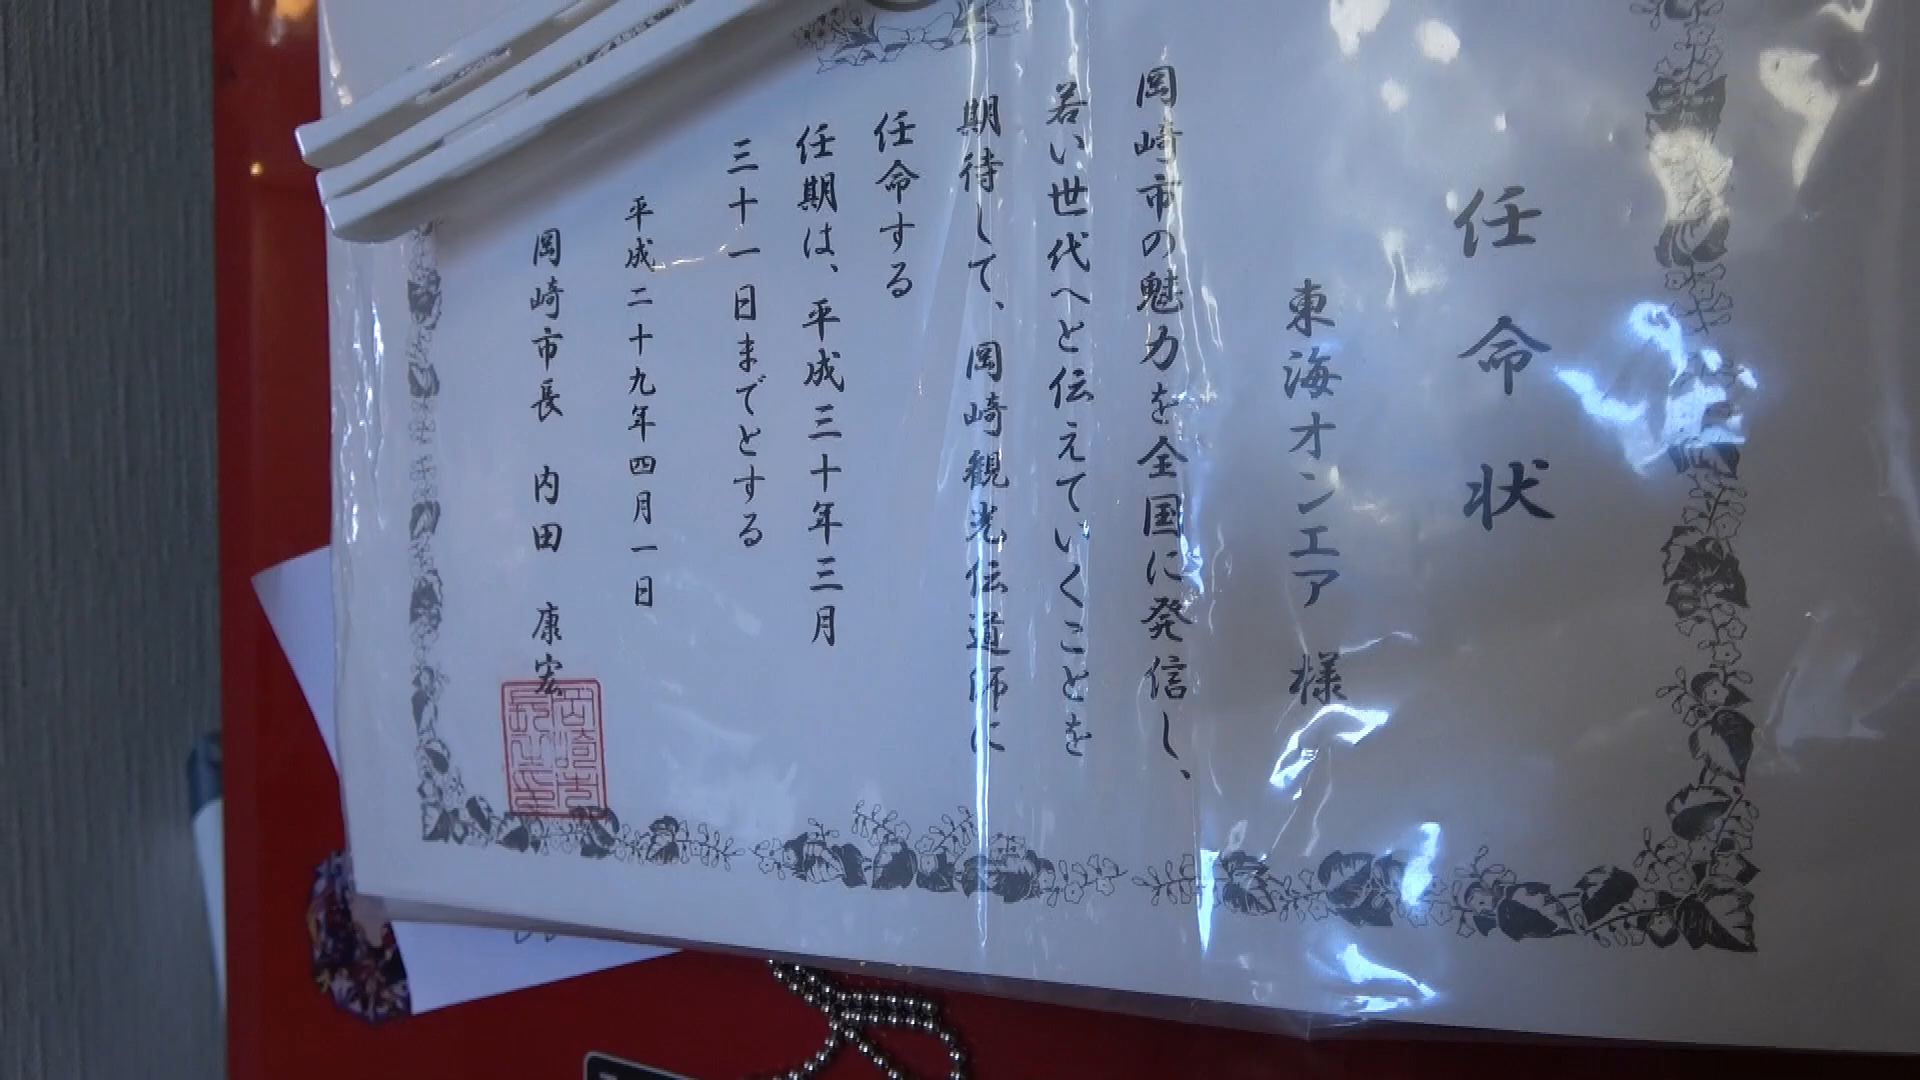 任命状
東海オンエア 様
岡崎市の魅力を全国に発信し、
若い世代へと伝えていくことを
期待して、岡崎観光伝道師に
任命する
任期は、平成三十年三月
三十一日までとする
平成二十九年四月一日
岡崎市長 内田 康宏